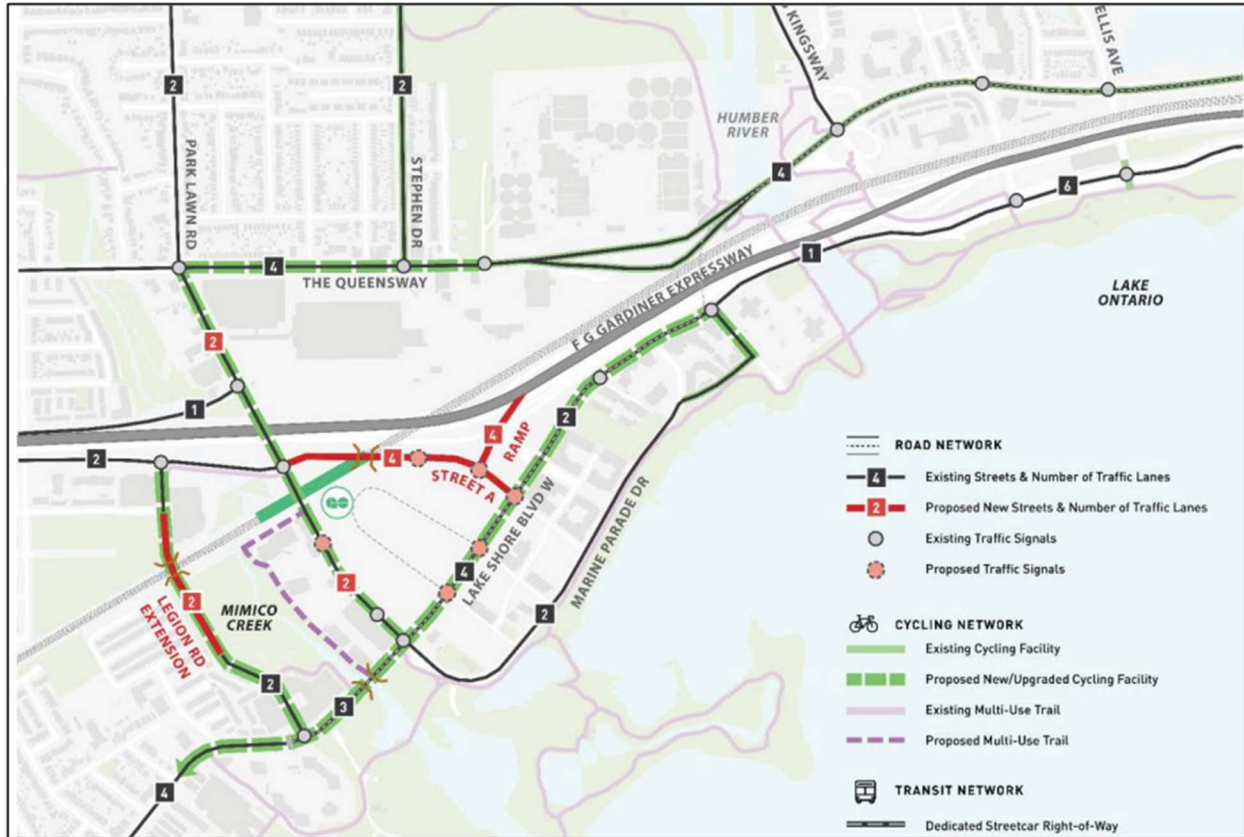 2
2
KINGSWAY
ELLIS AVE
HUMBER
RIVER
PARK LAWN RD
STEPHEN DR
4
6
4
THE QUEENSWAY
F G GARDINER EXPRESSWAY
1
LAKE
ONTARIO
2
1
2
4
RAMP
2
4
STREET A
GO
LAKE SHORE BLVD W
MARINE PARADE DR
4
2
2
LEGION RD
EXTENSION
MIMICO
CREEK
2
2
3
4
ROAD NETWORK
4 Existing Streets & Number of Traffic Lanes
2 Proposed New Streets & Number of Traffic Lanes
Existing Traffic Signals
Proposed Traffic Signals
CYCLING NETWORK
Existing Cycling Facility
Proposed New/Upgraded Cycling Facility
Existing Multi-Use Trail
Proposed Multi-Use Trail
TRANSIT NETWORK
Dedicated Streetcar Right-of-Way